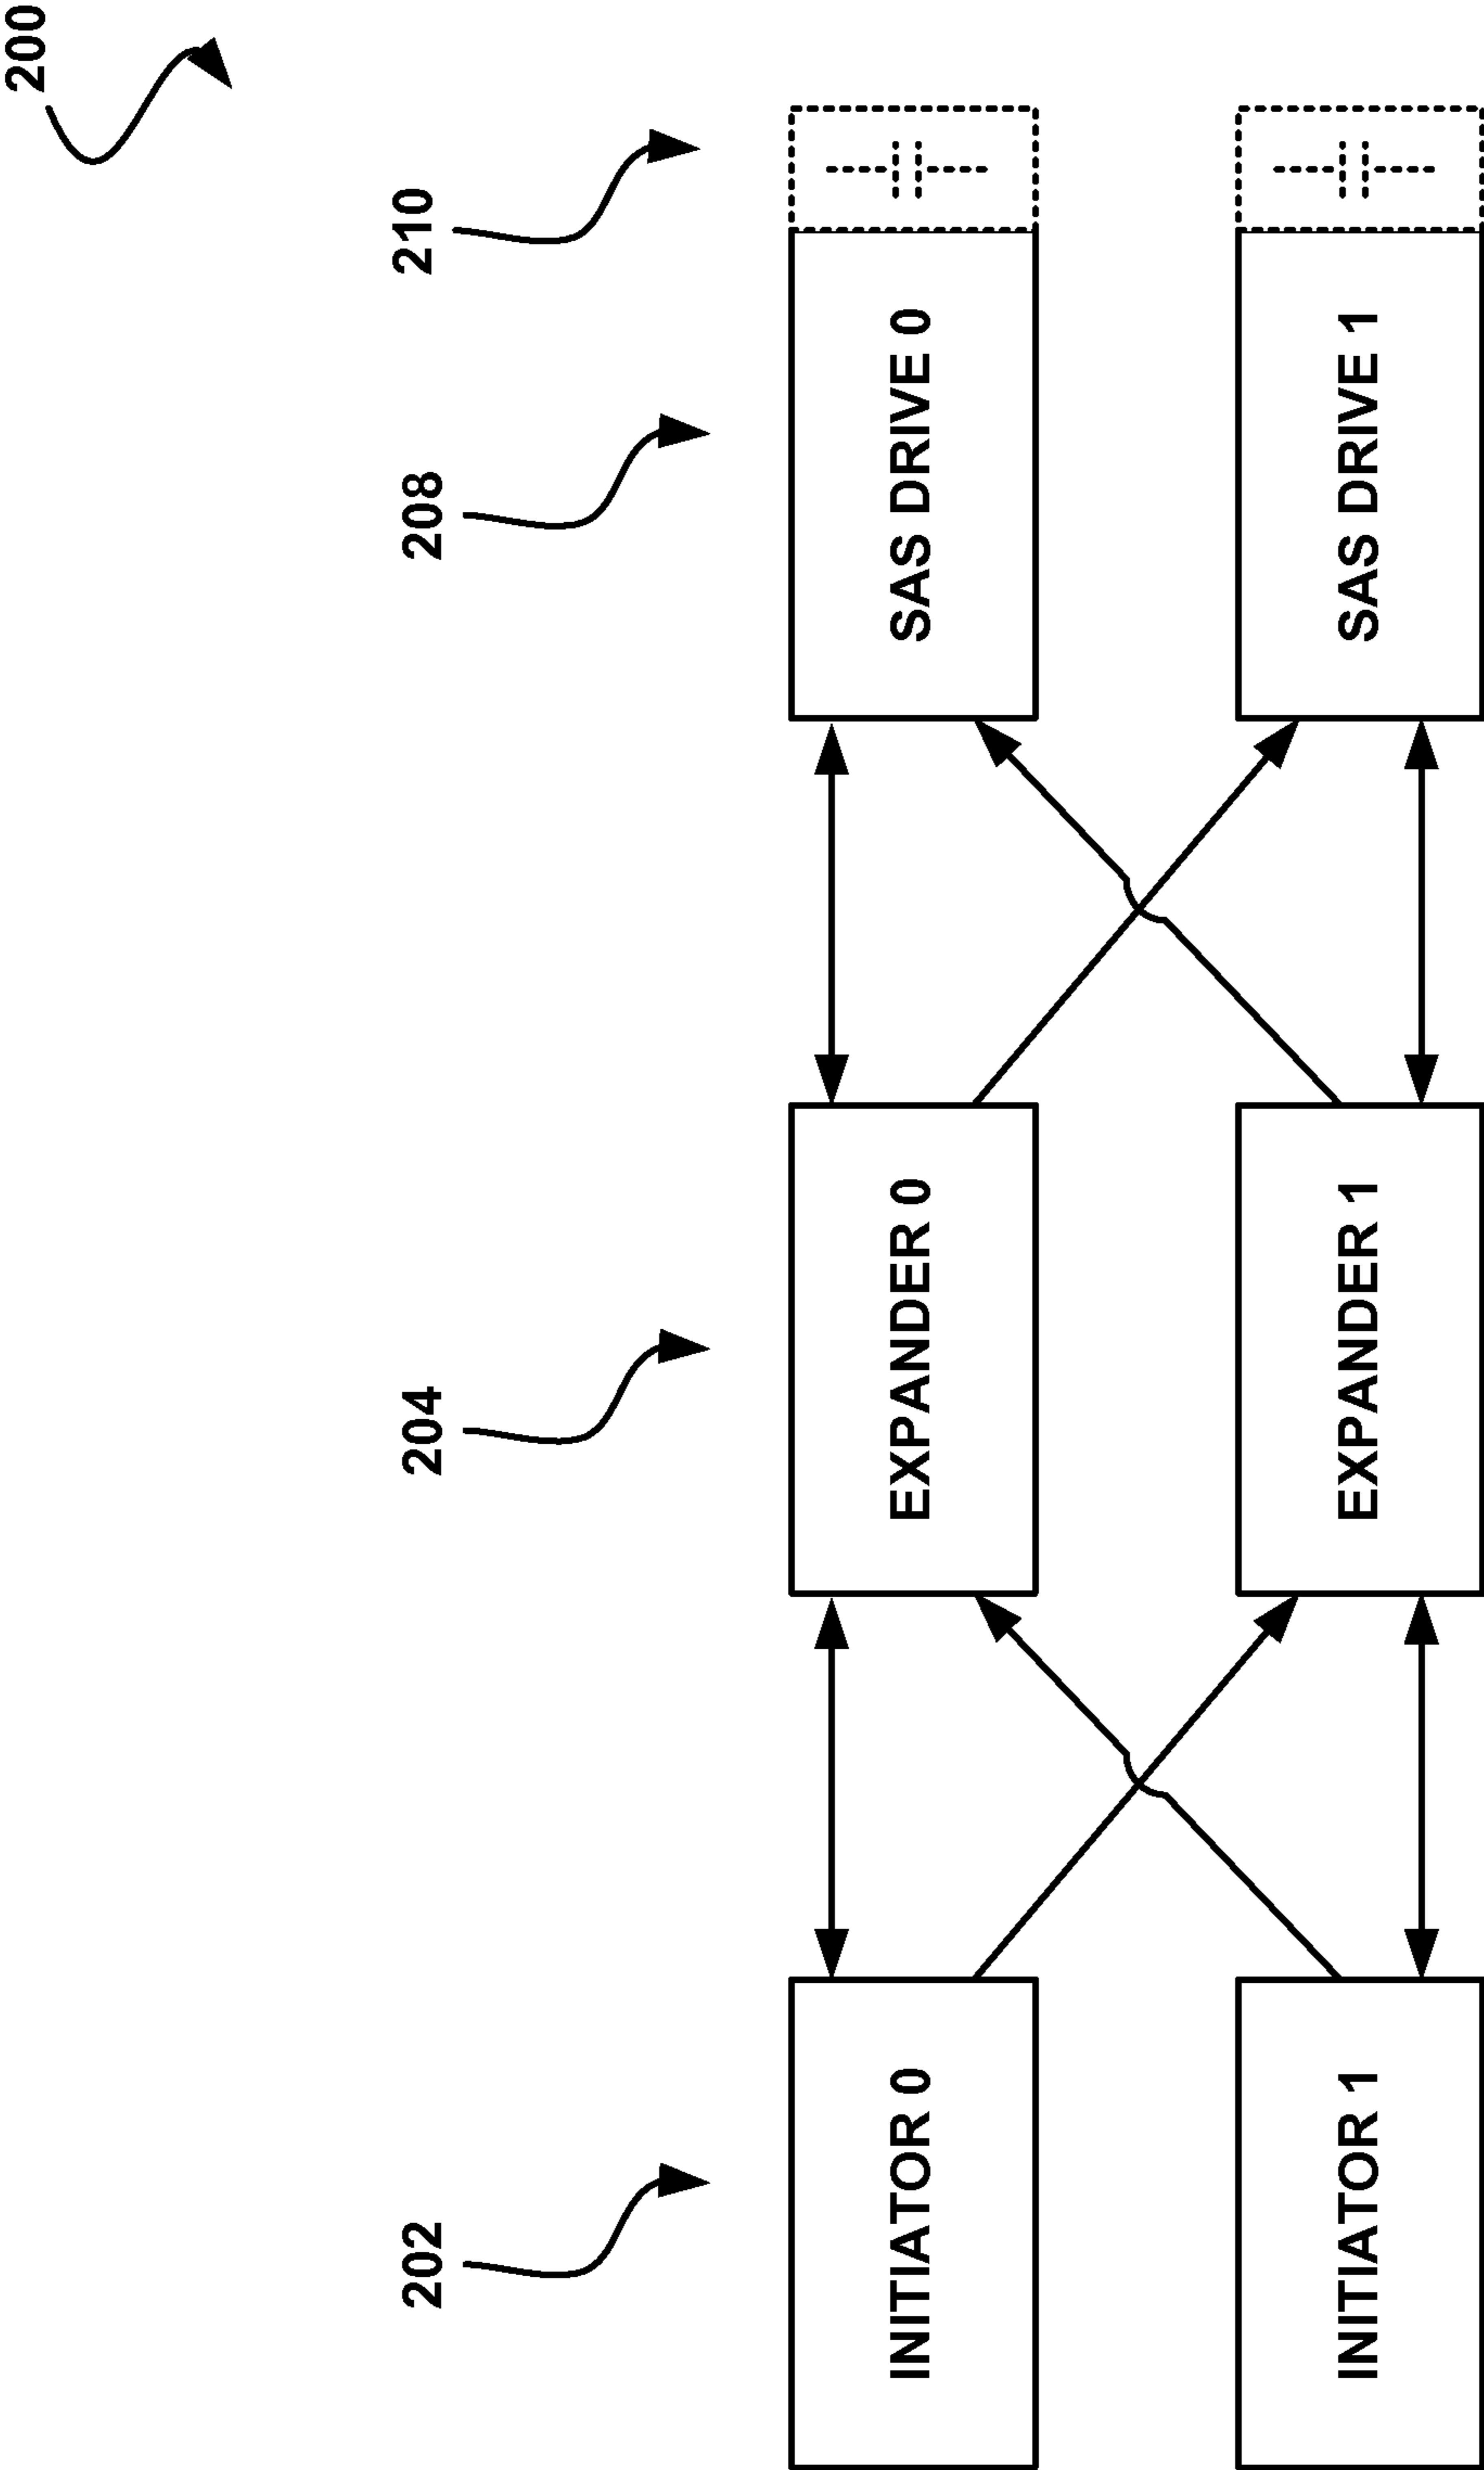 200
202
204
208
210
INITIATOR 0
EXPANDER 0
SAS DRIVE 0
INITIATOR 1
EXPANDER 1
SAS DRIVE 1